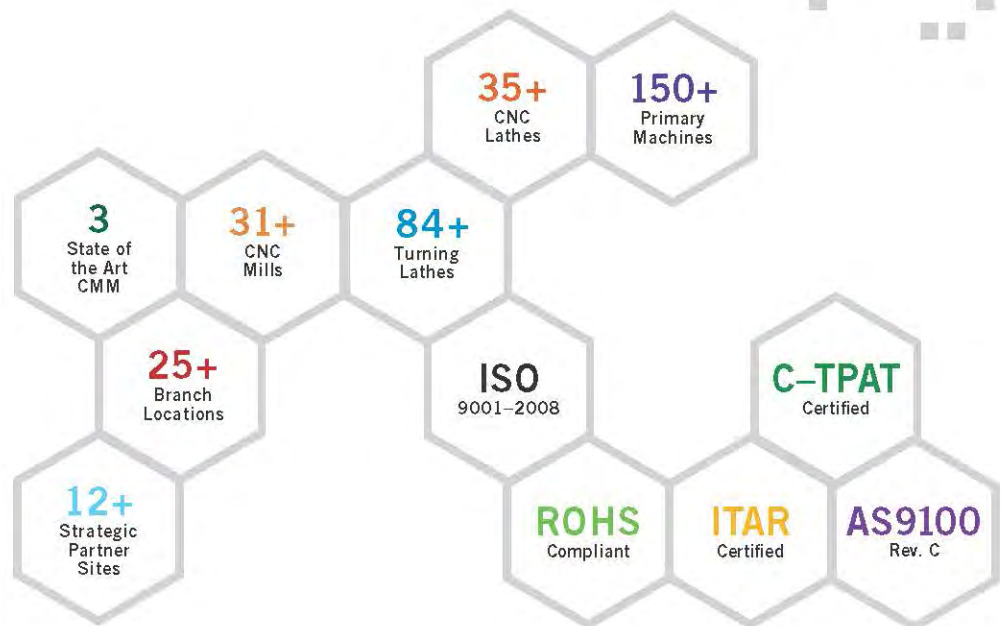 35+
CNC
Lathes
150+
Primary
Machines
3
State of
the Art
CMM
31+
CNC
Mills
84+
Turning
Lathes
25+
Branch
Locations
ISO
9001–2008
C–TPAT
Certified
12+
Strategic
Partner
Sites
ROHS
Compliant
ITAR
Certified
AS9100
Rev. C